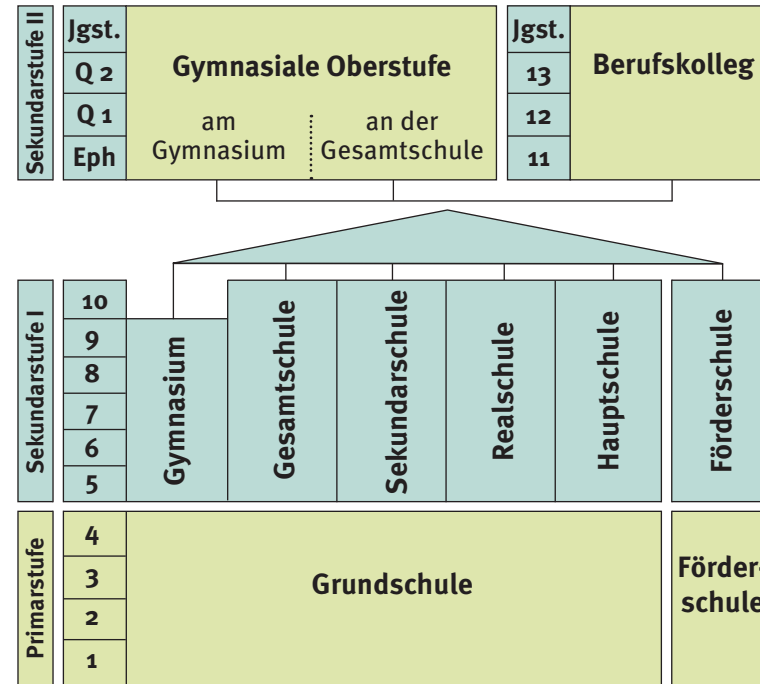 Sekundarstufe II
Jgst.
Q 2
Q 1
Eph
Gymnasiale Oberstufe
am
Gymnasium
an der
Gesamtschule
Jgst.
13
12
11
Berufskolleg
Sekundarstufe I
10
9
8
7
6
5
Gymnasium
Gesamtschule
Sekundarschule
Realschule
Hauptschule
Förderschule
Primarstufe
4
3
2
1
Grundschule
Förder-
schule